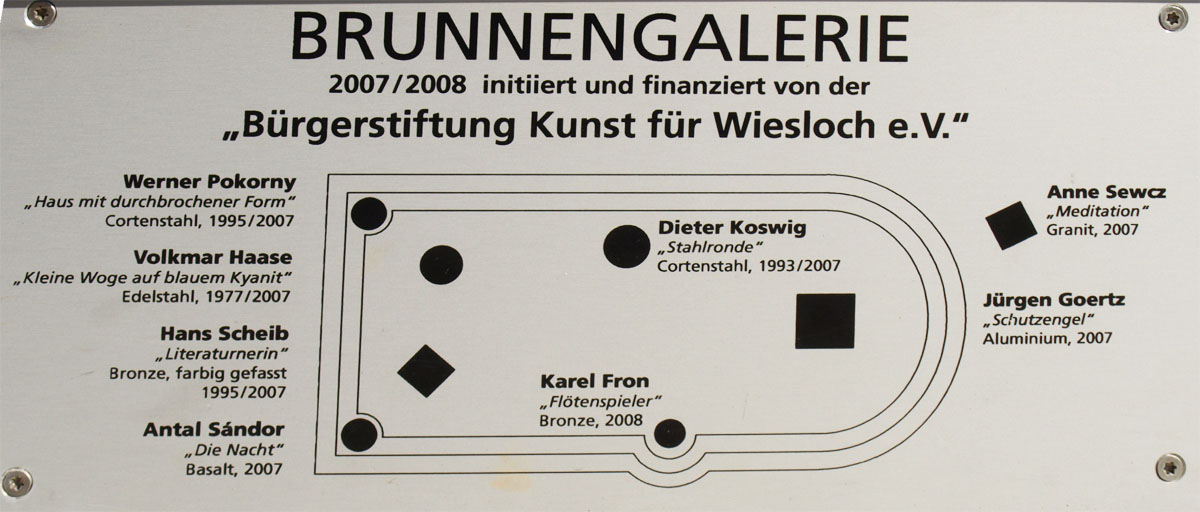 BRUNNENGALERIE
2007/2008 initiiert und finanziert von der
„Bürgerstiftung Kunst für Wiesloch e.V.“
Werner Pokorny
„Haus mit durchbrochener Form“
Cortenstahl, 1995/2007
Volkmar Haase
„Kleine Woge auf blauem Kyanit“
Edelstahl, 1977/2007
Hans Scheib
„Literaturnerin“
Bronze, farbig gefasst
1995/2007
Antal Sándor
„Die Nacht“
Basalt, 2007
Dieter Koswig
„Stahlronde“
Cortenstahl, 1993/2007
Karel Fron
„Flötenspieler“
Bronze, 2008
Anne Sewcz
„Meditation“
Granit, 2007
Jürgen Goertz
„Schutzengel“
Aluminium, 2007